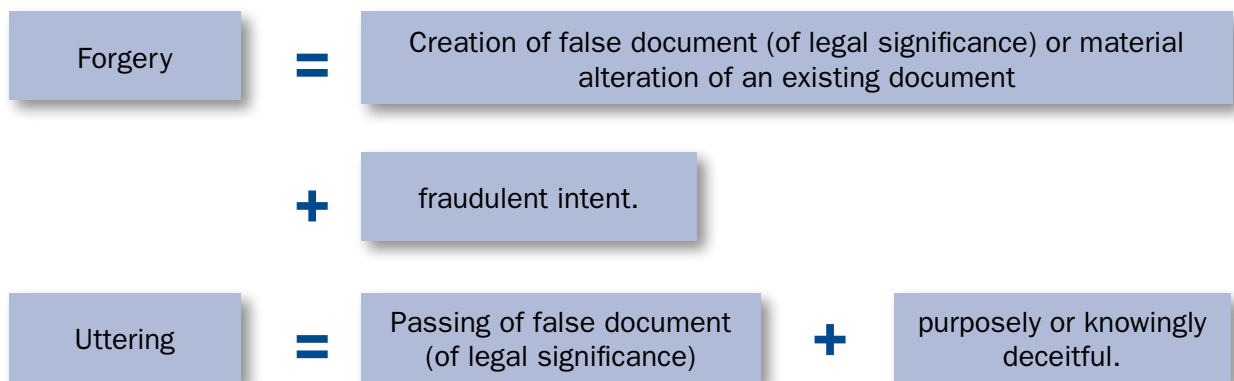 Forgery
=
Creation of false document (of legal significance) or material
alteration of an existing document
+
fraudulent intent.
Uttering
=
Passing of false document
(of legal significance)
+
purposely or knowingly
deceitful.